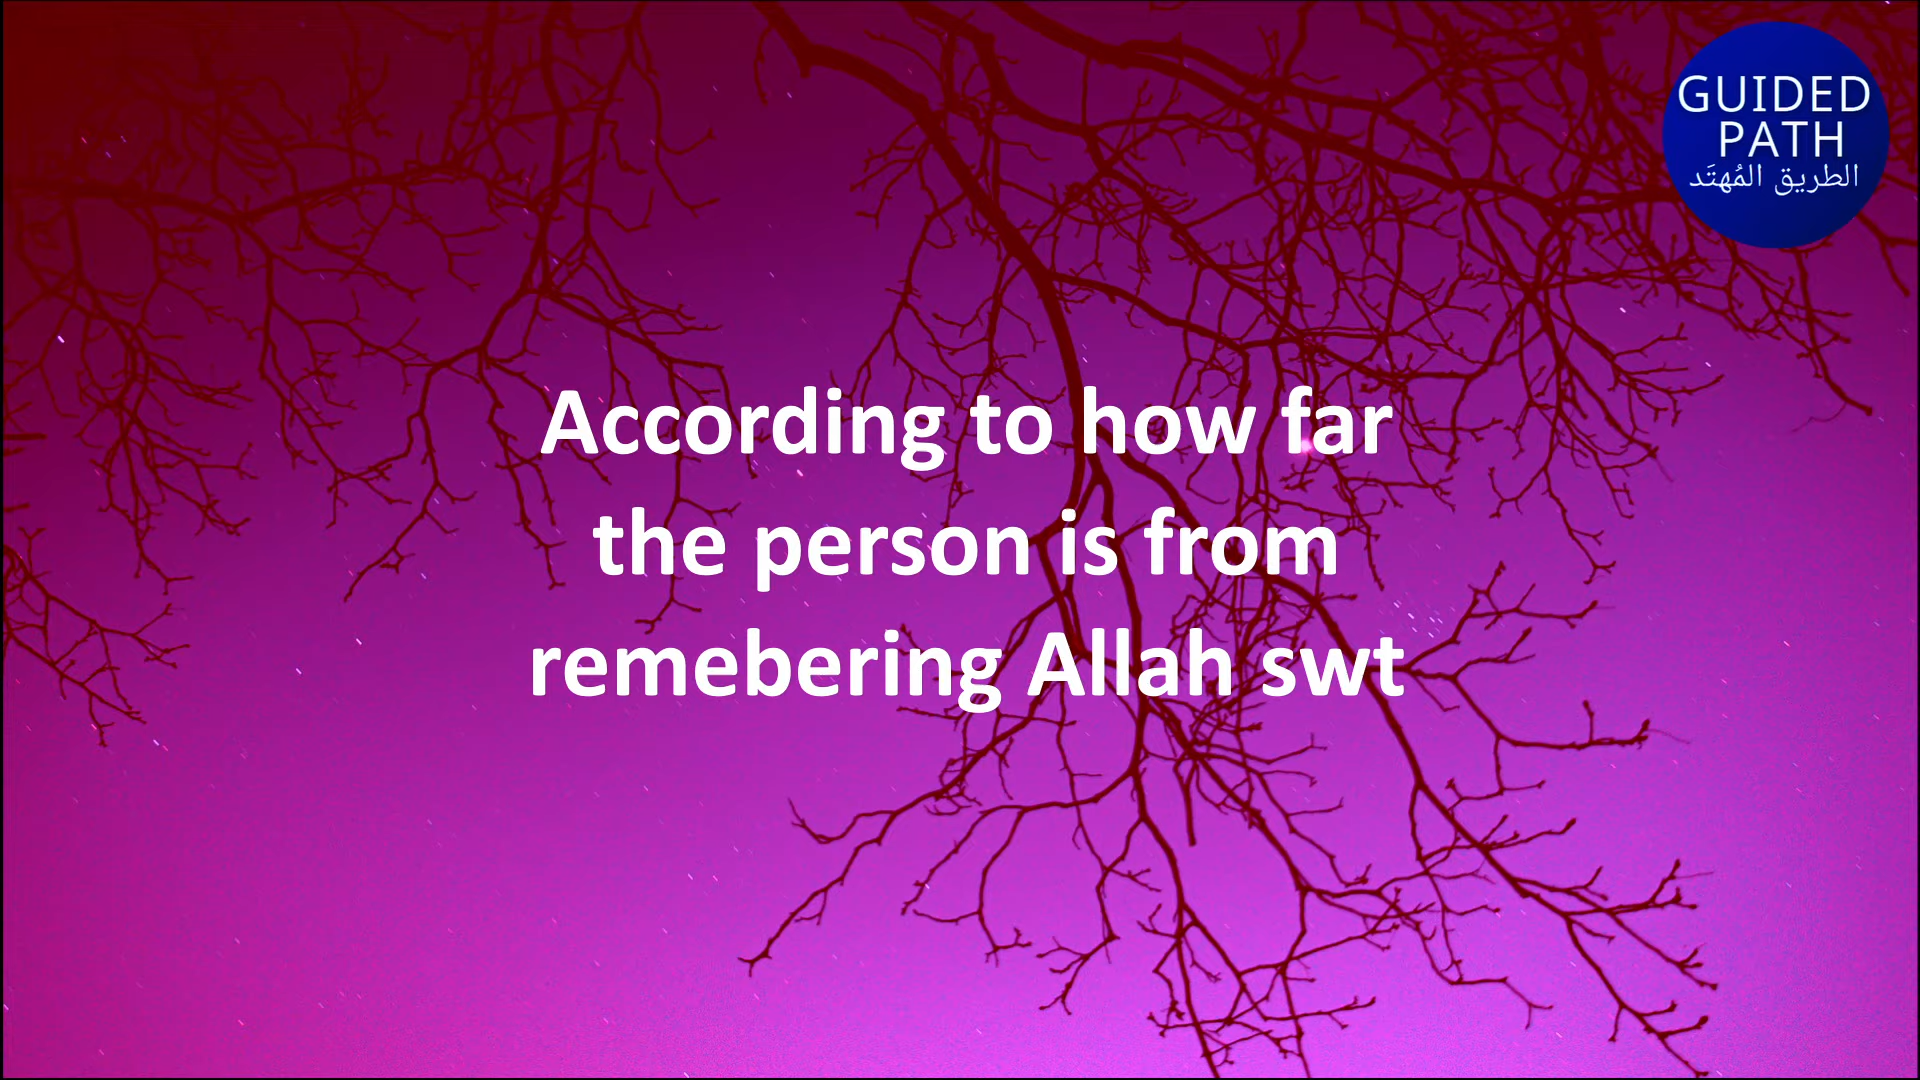 GUIDED
PATH
الطريق المُهتَد
According to how far
the person is from
remebering Allah swt